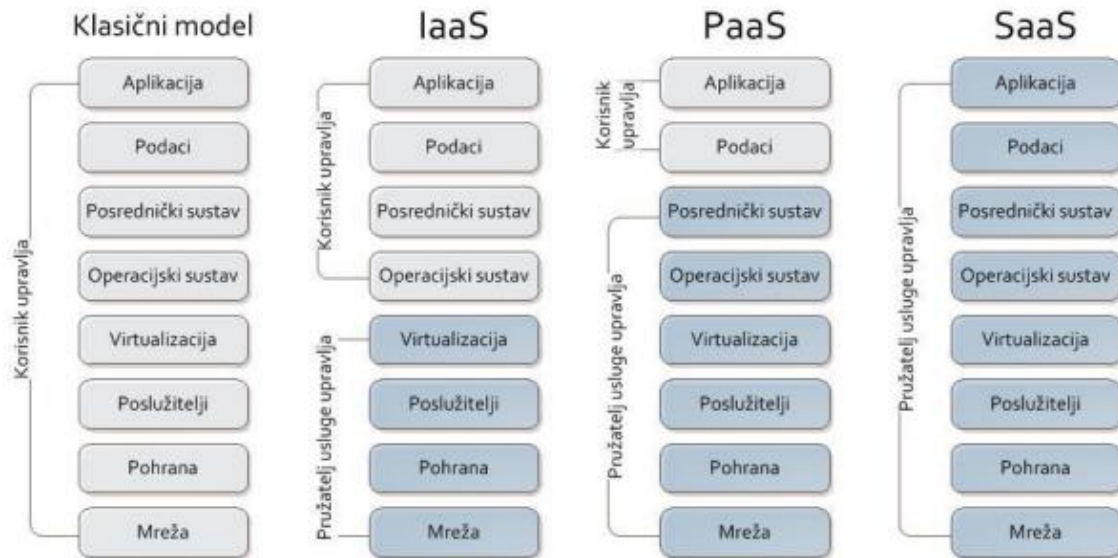 Klasični model
Korisnik upravlja
Aplikacija
Podaci
Posrednički sustav
Operacijski sustav
Virtualizacija
Poslužitelji
Pohrana
Mreža
IaaS
Korisnik upravlja
Pružatelj usluge upravlja
Aplikacija
Podaci
Posrednički sustav
Operacijski sustav
Virtualizacija
Poslužitelji
Pohrana
Mreža
PaaS
Korisnik
upravlja
Pružatelj usluge upravlja
Aplikacija
Podaci
Posrednički sustav
Operacijski sustav
Virtualizacija
Poslužitelji
Pohrana
Mreža
SaaS
Pružatelj usluge upravlja
Aplikacija
Podaci
Posrednički sustav
Operacijski sustav
Virtualizacija
Poslužitelji
Pohrana
Mreža